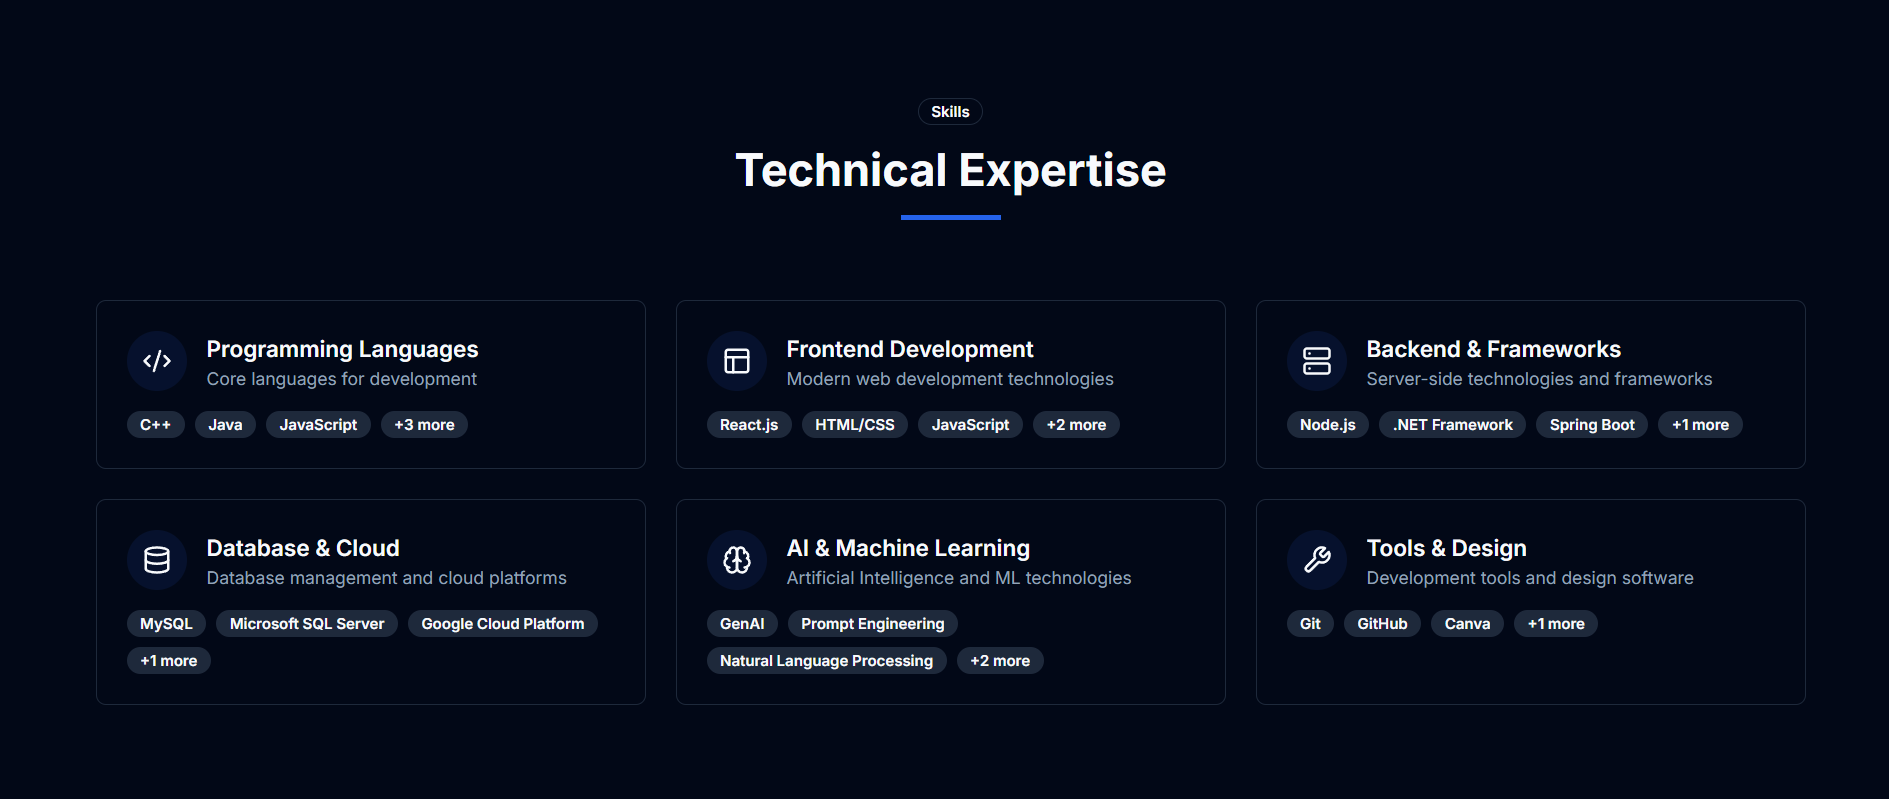 Skills
Technical Expertise
Programming Languages
Core languages for development
C++ Java JavaScript +3 more
Frontend Development
Modern web development technologies
React.js HTML/CSS JavaScript +2 more
Backend & Frameworks
Server-side technologies and frameworks
Node.js .NET Framework Spring Boot +1 more
Database & Cloud
Database management and cloud platforms
MySQL Microsoft SQL Server Google Cloud Platform
+1 more
AI & Machine Learning
Artificial Intelligence and ML technologies
GenAI Prompt Engineering
Natural Language Processing +2 more
Tools & Design
Development tools and design software
Git GitHub Canva +1 more